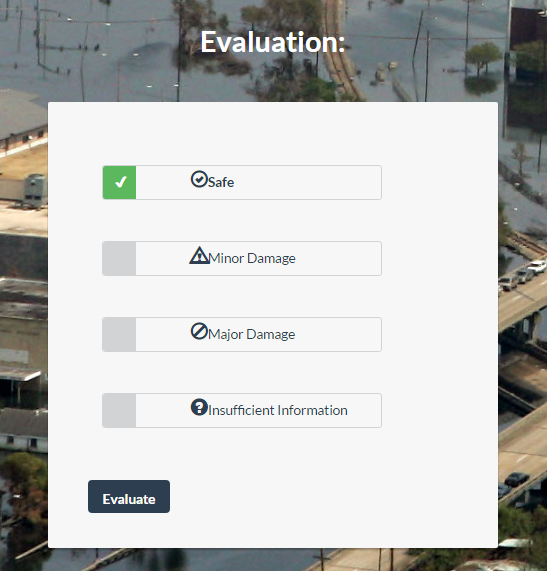 Evaluation:
Safe
Minor Damage
Major Damage
Insufficient Information
Evaluate